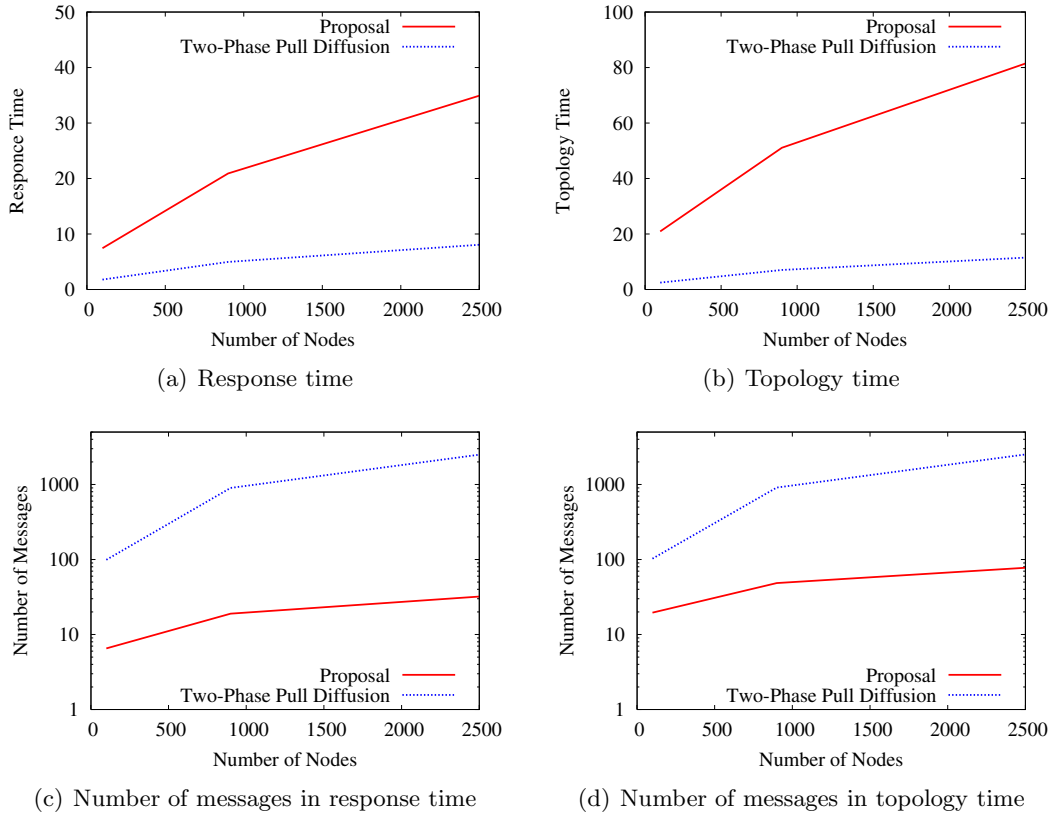 50
40
30
20
10
0
0 500 1000 1500 2000 2500
Responce Time
Number of Nodes
Proposal
Two-Phase Pull Diffusion
(a) Response time
100
80
60
40
20
0
0 500 1000 1500 2000 2500
Topology Time
Number of Nodes
Proposal
Two-Phase Pull Diffusion
(b) Topology time
1000
100
10
1
0 500 1000 1500 2000 2500
Number of Messages
Number of Nodes
Proposal
Two-Phase Pull Diffusion
(c) Number of messages in response time
1000
100
10
1
0 500 1000 1500 2000 2500
Number of Messages
Number of Nodes
Proposal
Two-Phase Pull Diffusion
(d) Number of messages in topology time